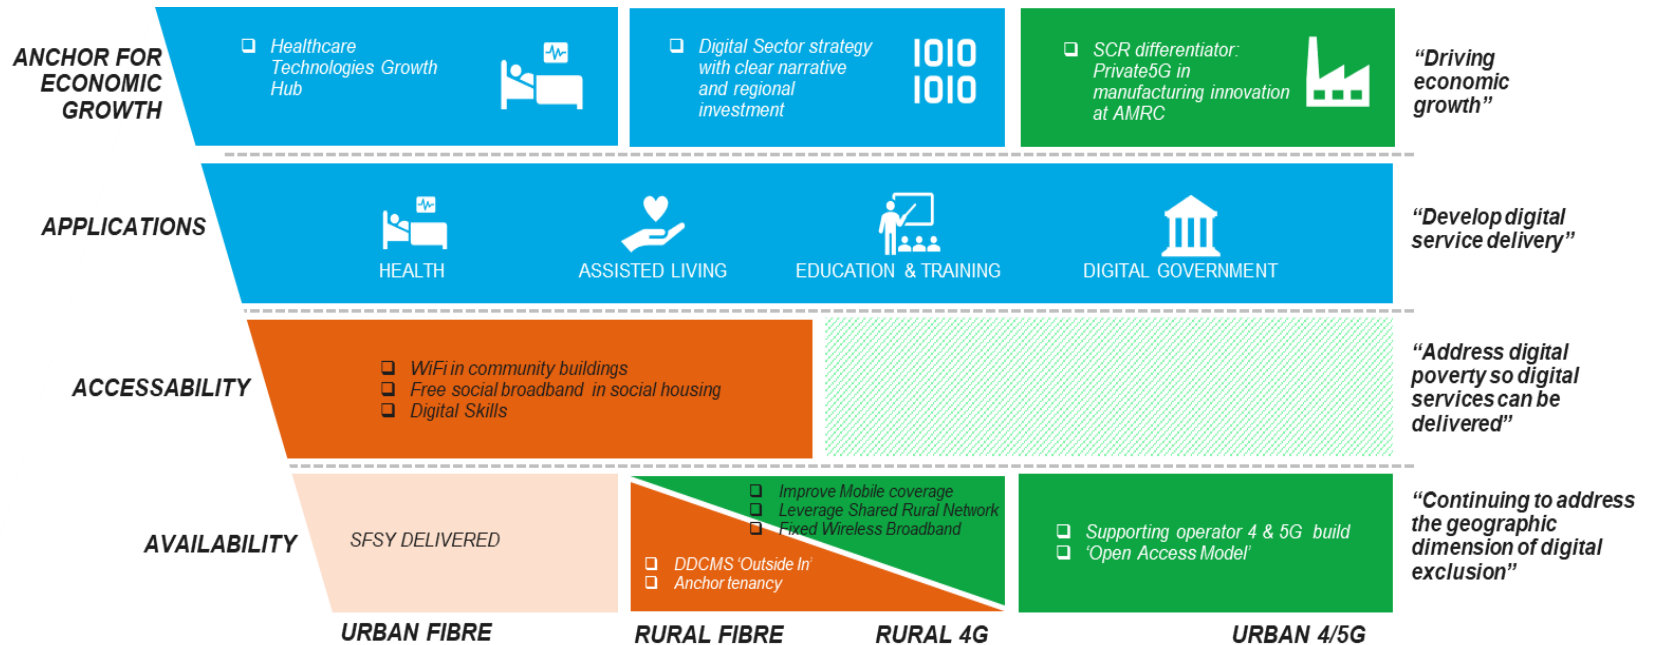 ANCHOR FOR
ECONOMIC
GROWTH
❑ Healthcare
Technologies Growth
Hub
❑ Digital Sector strategy
with clear narrative
and regional
investment
IOIO
IOIO
❑ SCR differentiator:
Private5G in
manufacturing innovation
at AMRC
“Driving
economic
growth”
APPLICATIONS
HEALTH
ASSISTED LIVING
EDUCATION & TRAINING
DIGITAL GOVERNMENT
“Develop digital
service delivery”
ACCESSABILITY
❑ WiFi in community buildings
❑ Free social broadband in social housing
❑ Digital Skills
“Address digital
poverty so digital
services can be
delivered”
AVAILABILITY
SFSY DELIVERED
❑ Improve Mobile coverage
❑ Leverage Shared Rural Network
❑ Fixed Wireless Broadband
❑ DDCMS ‘Outside In’
❑ Anchor tenancy
❑ Supporting operator 4 & 5G build
❑ ‘Open Access Model’
“Continuing to address
the geographic
dimension of digital
exclusion”
URBAN FIBRE
RURAL FIBRE
RURAL 4G
URBAN 4/5G